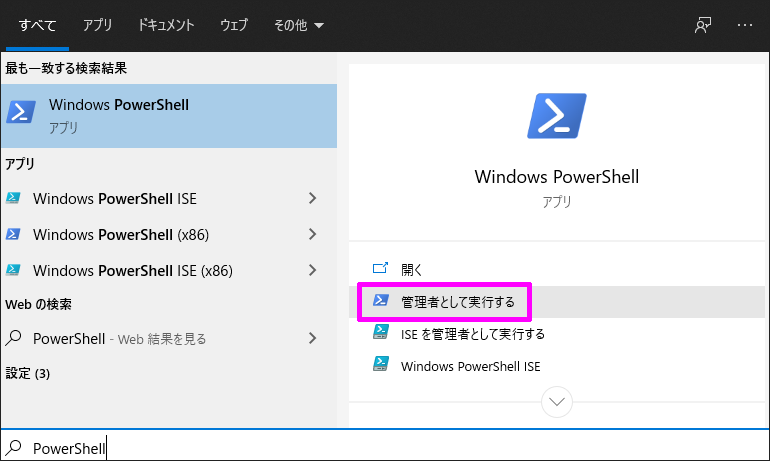 すべて アプリ ドキュメント ウェブ その他
最も一致する検索結果
Windows PowerShell
アプリ
アプリ
Windows PowerShell ISE
Windows PowerShell (x86)
Windows PowerShell ISE (x86)
Web の検索
PowerShell - Web 結果を見る
設定 (3)
Windows PowerShell
アプリ
開く
管理者として実行する
ISE を管理者として実行する
Windows PowerShell ISE
PowerShell